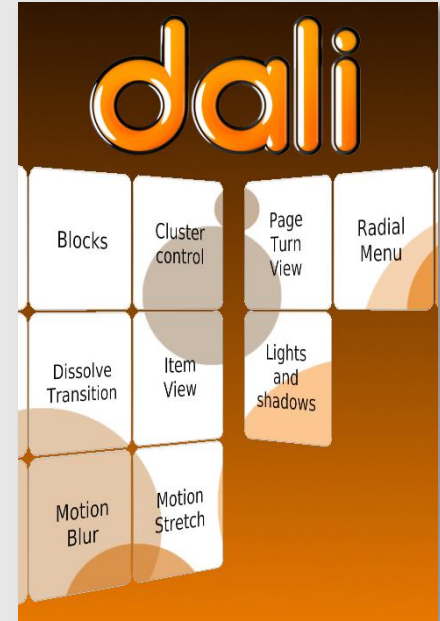 dali
Blocks
Cluster
control
Page
Turn
View
Radial
Menu
Dissolve
Transition
Item
View
Lights
and
shadows
Motion
Blur
Motion
Stretch